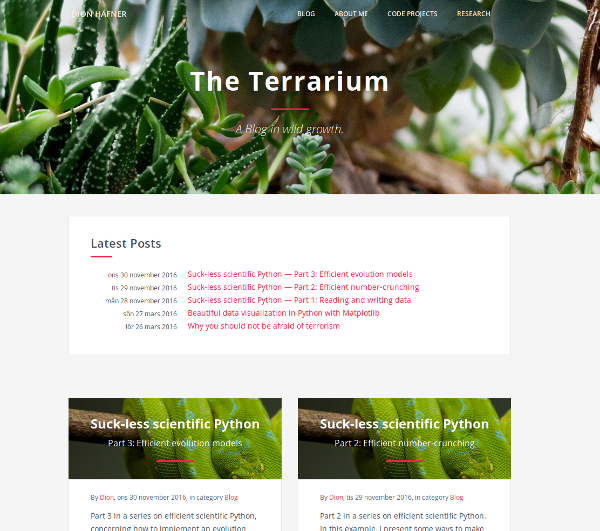 DION HÄFNER
BLOG ABOUT ME CODE PROJECTS RESEARCH
The Terrarium
A Blog in wild growth.
Latest Posts
ons 30 november 2016 Suck-less scientific Python — Part 3: Efficient evolution models
tis 29 november 2016 Suck-less scientific Python — Part 2: Efficient number-crunching
mån 28 november 2016 Suck-less scientific Python — Part 1: Reading and writing data
sön 27 mars 2016 Beautiful data visualization in Python with Matplotlib
lör 26 mars 2016 Why you should not be afraid of terrorism
Suck-less scientific Python
Part 3: Efficient evolution models
By Dion, ons 30 november 2016, in category Blog
Part 3 in a series on efficient scientific Python,
concerning how to implement an evolution
Suck-less scientific Python
Part 2: Efficient number-crunching
By Dion, tis 29 november 2016, in category Blog
Part 2 in a series on efficient scientific Python.
In this example, I present some ways to make